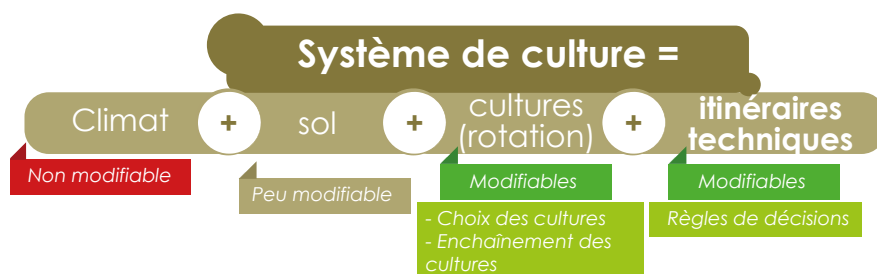 Système de culture =
Climat + sol + cultures (rotation) + itinéraires techniques
Non modifiable
Peu modifiable
Modifiables
- Choix des cultures
- Enchaînement des
cultures
Modifiables
Règles de décisions